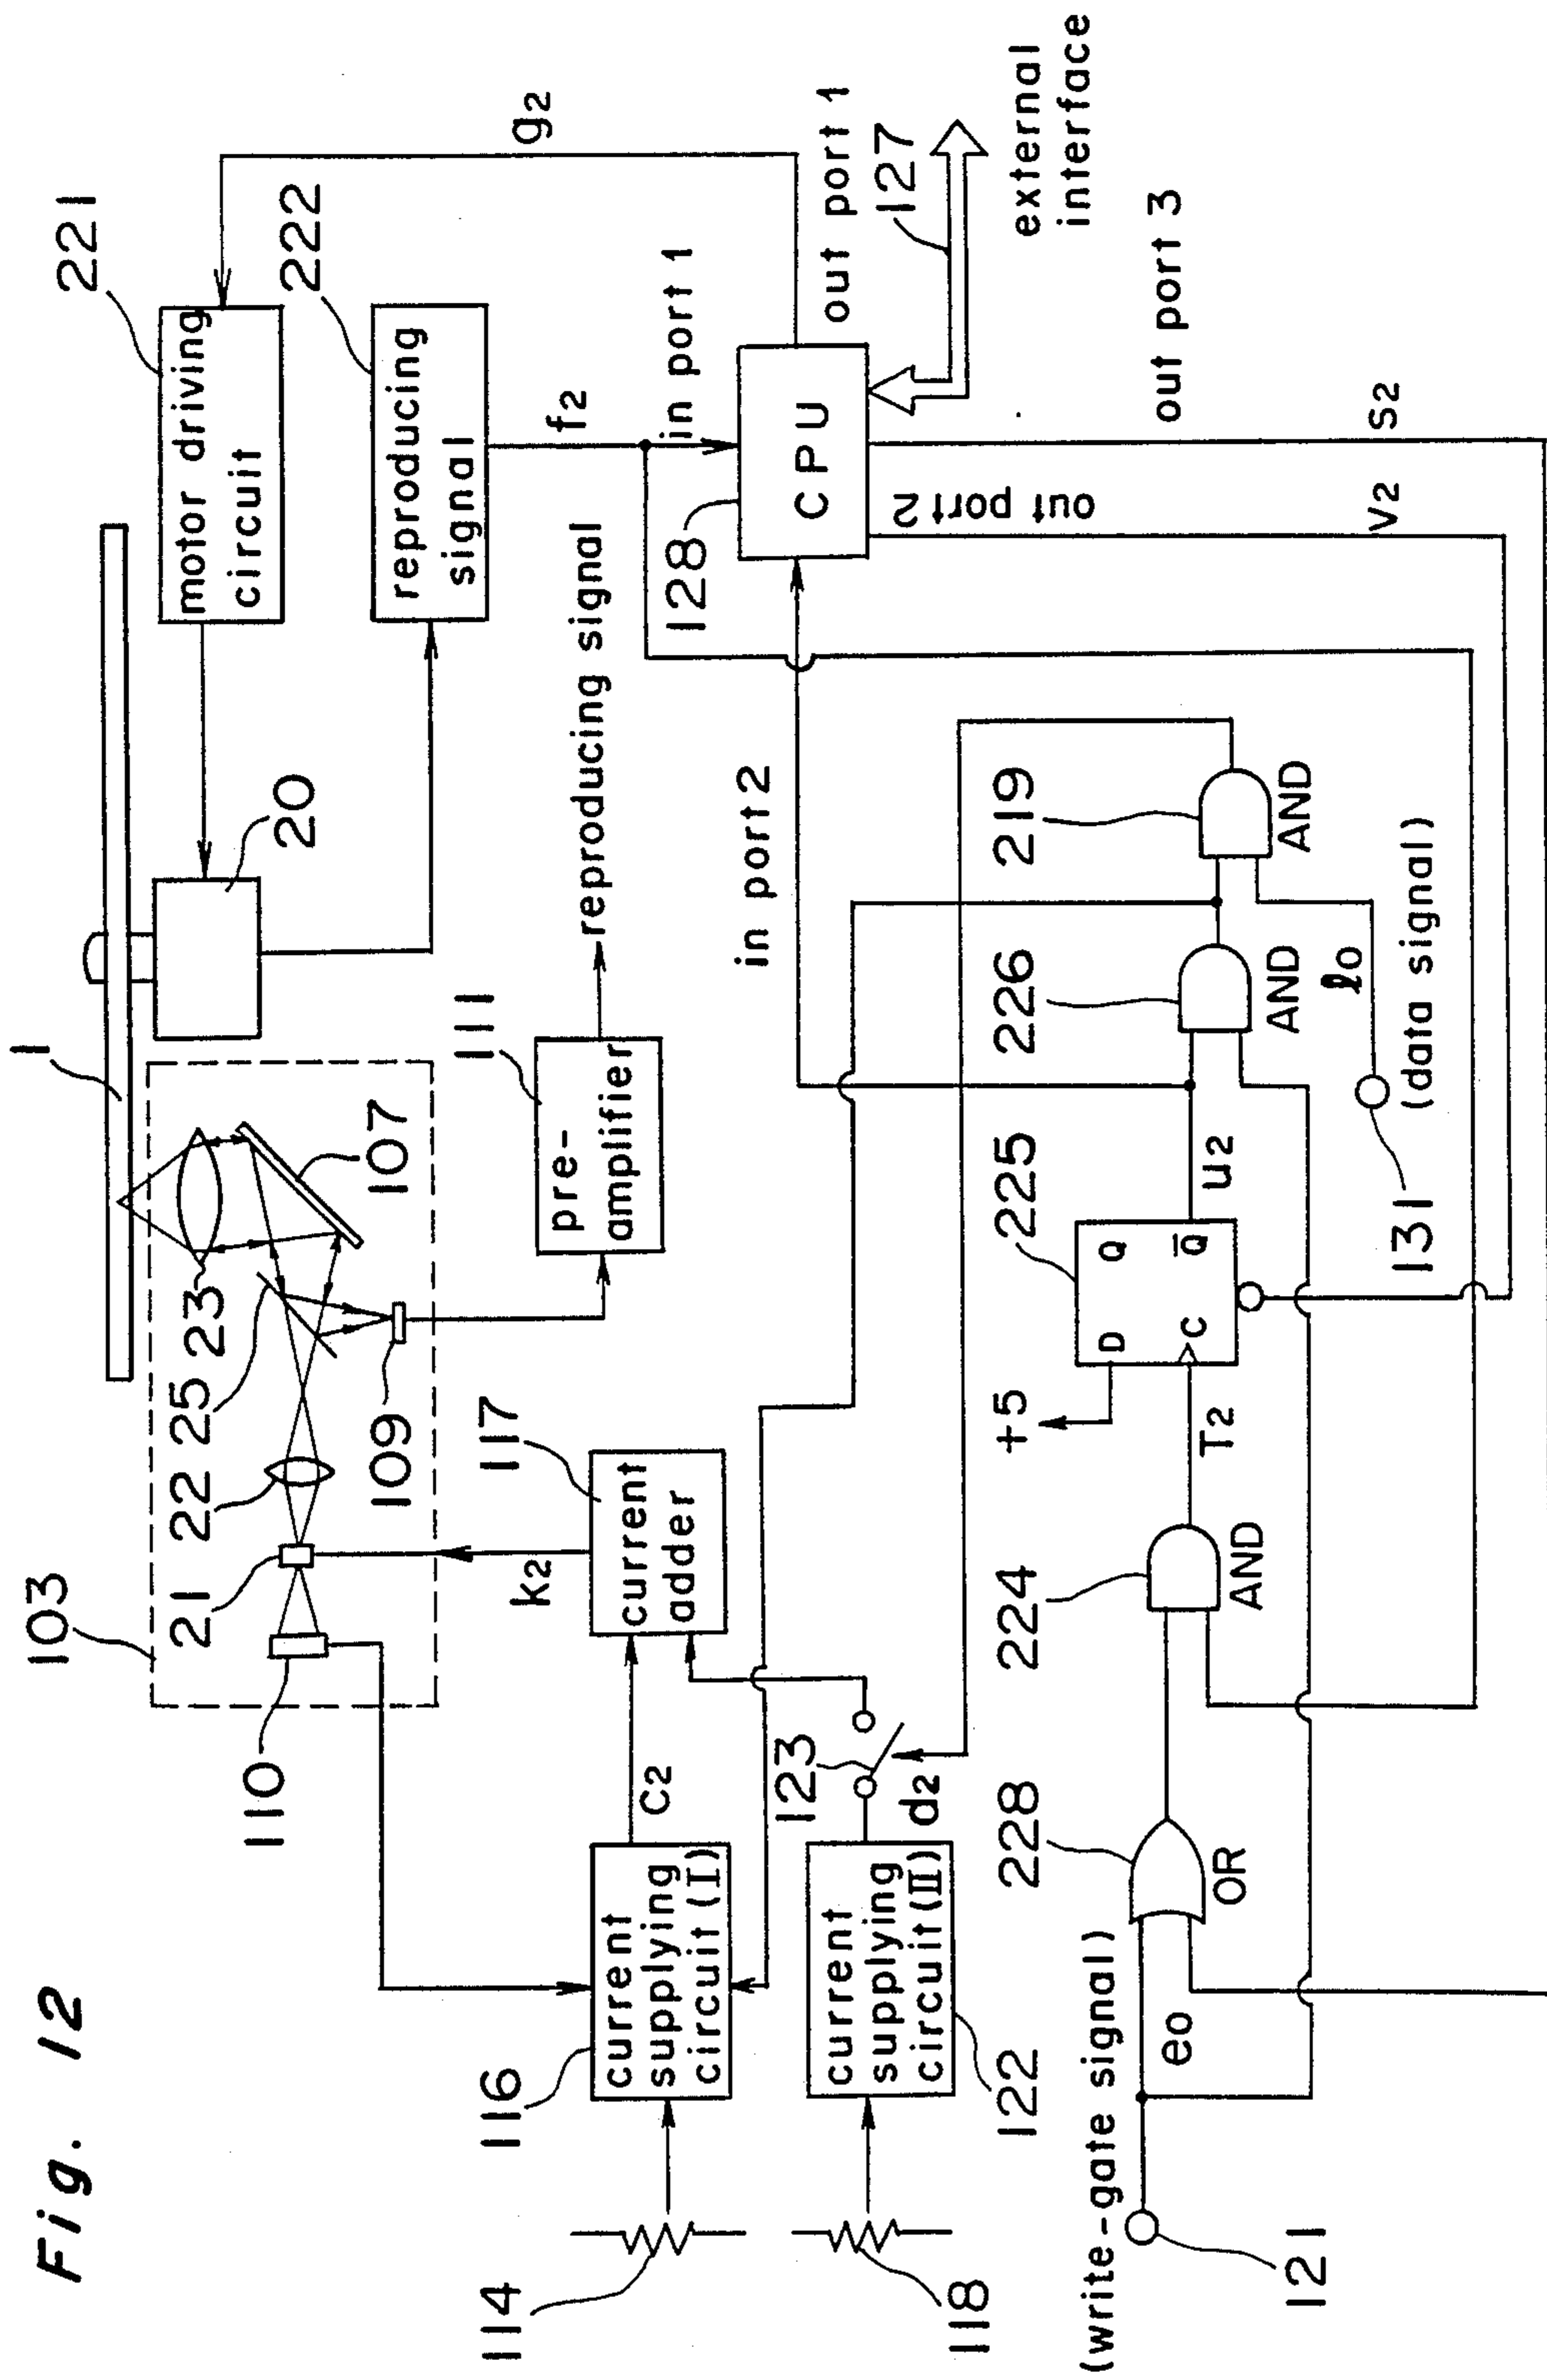 Fig. 12
1
103
110
21
22
25
23
109
107
20
221
motor driving
circuit
222
reproducing
signal
g2
f2
in port 1
111
pre-
amplifier
reproducing signal
117
current
adder
k2
c2
116
current
supplying
circuit (I)
114
128
CPU
out port 1
127
external
interface
out port 2
out port 3
v2
s2
in port 2
123
d2
122
current
supplying
circuit (II)
118
(write-gate signal)
121
eo
228
OR
224
AND
T2
+5
225
D
Q
C
Q̅
u2
226
AND
219
AND
ℓo
131
(data signal)